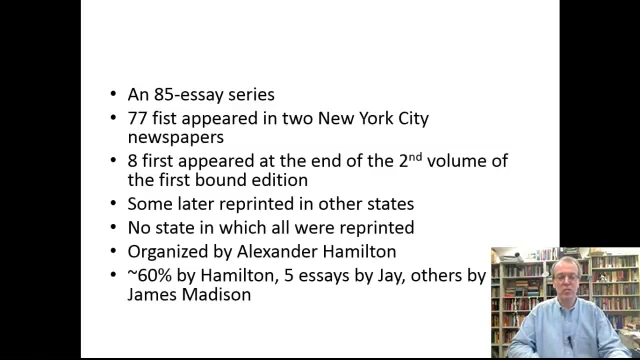 • An 85-essay series
• 77 fist appeared in two New York City
newspapers
• 8 first appeared at the end of the 2nd volume of
the first bound edition
• Some later reprinted in other states
• No state in which all were reprinted
• Organized by Alexander Hamilton
• ~60% by Hamilton, 5 essays by Jay, others by
James Madison